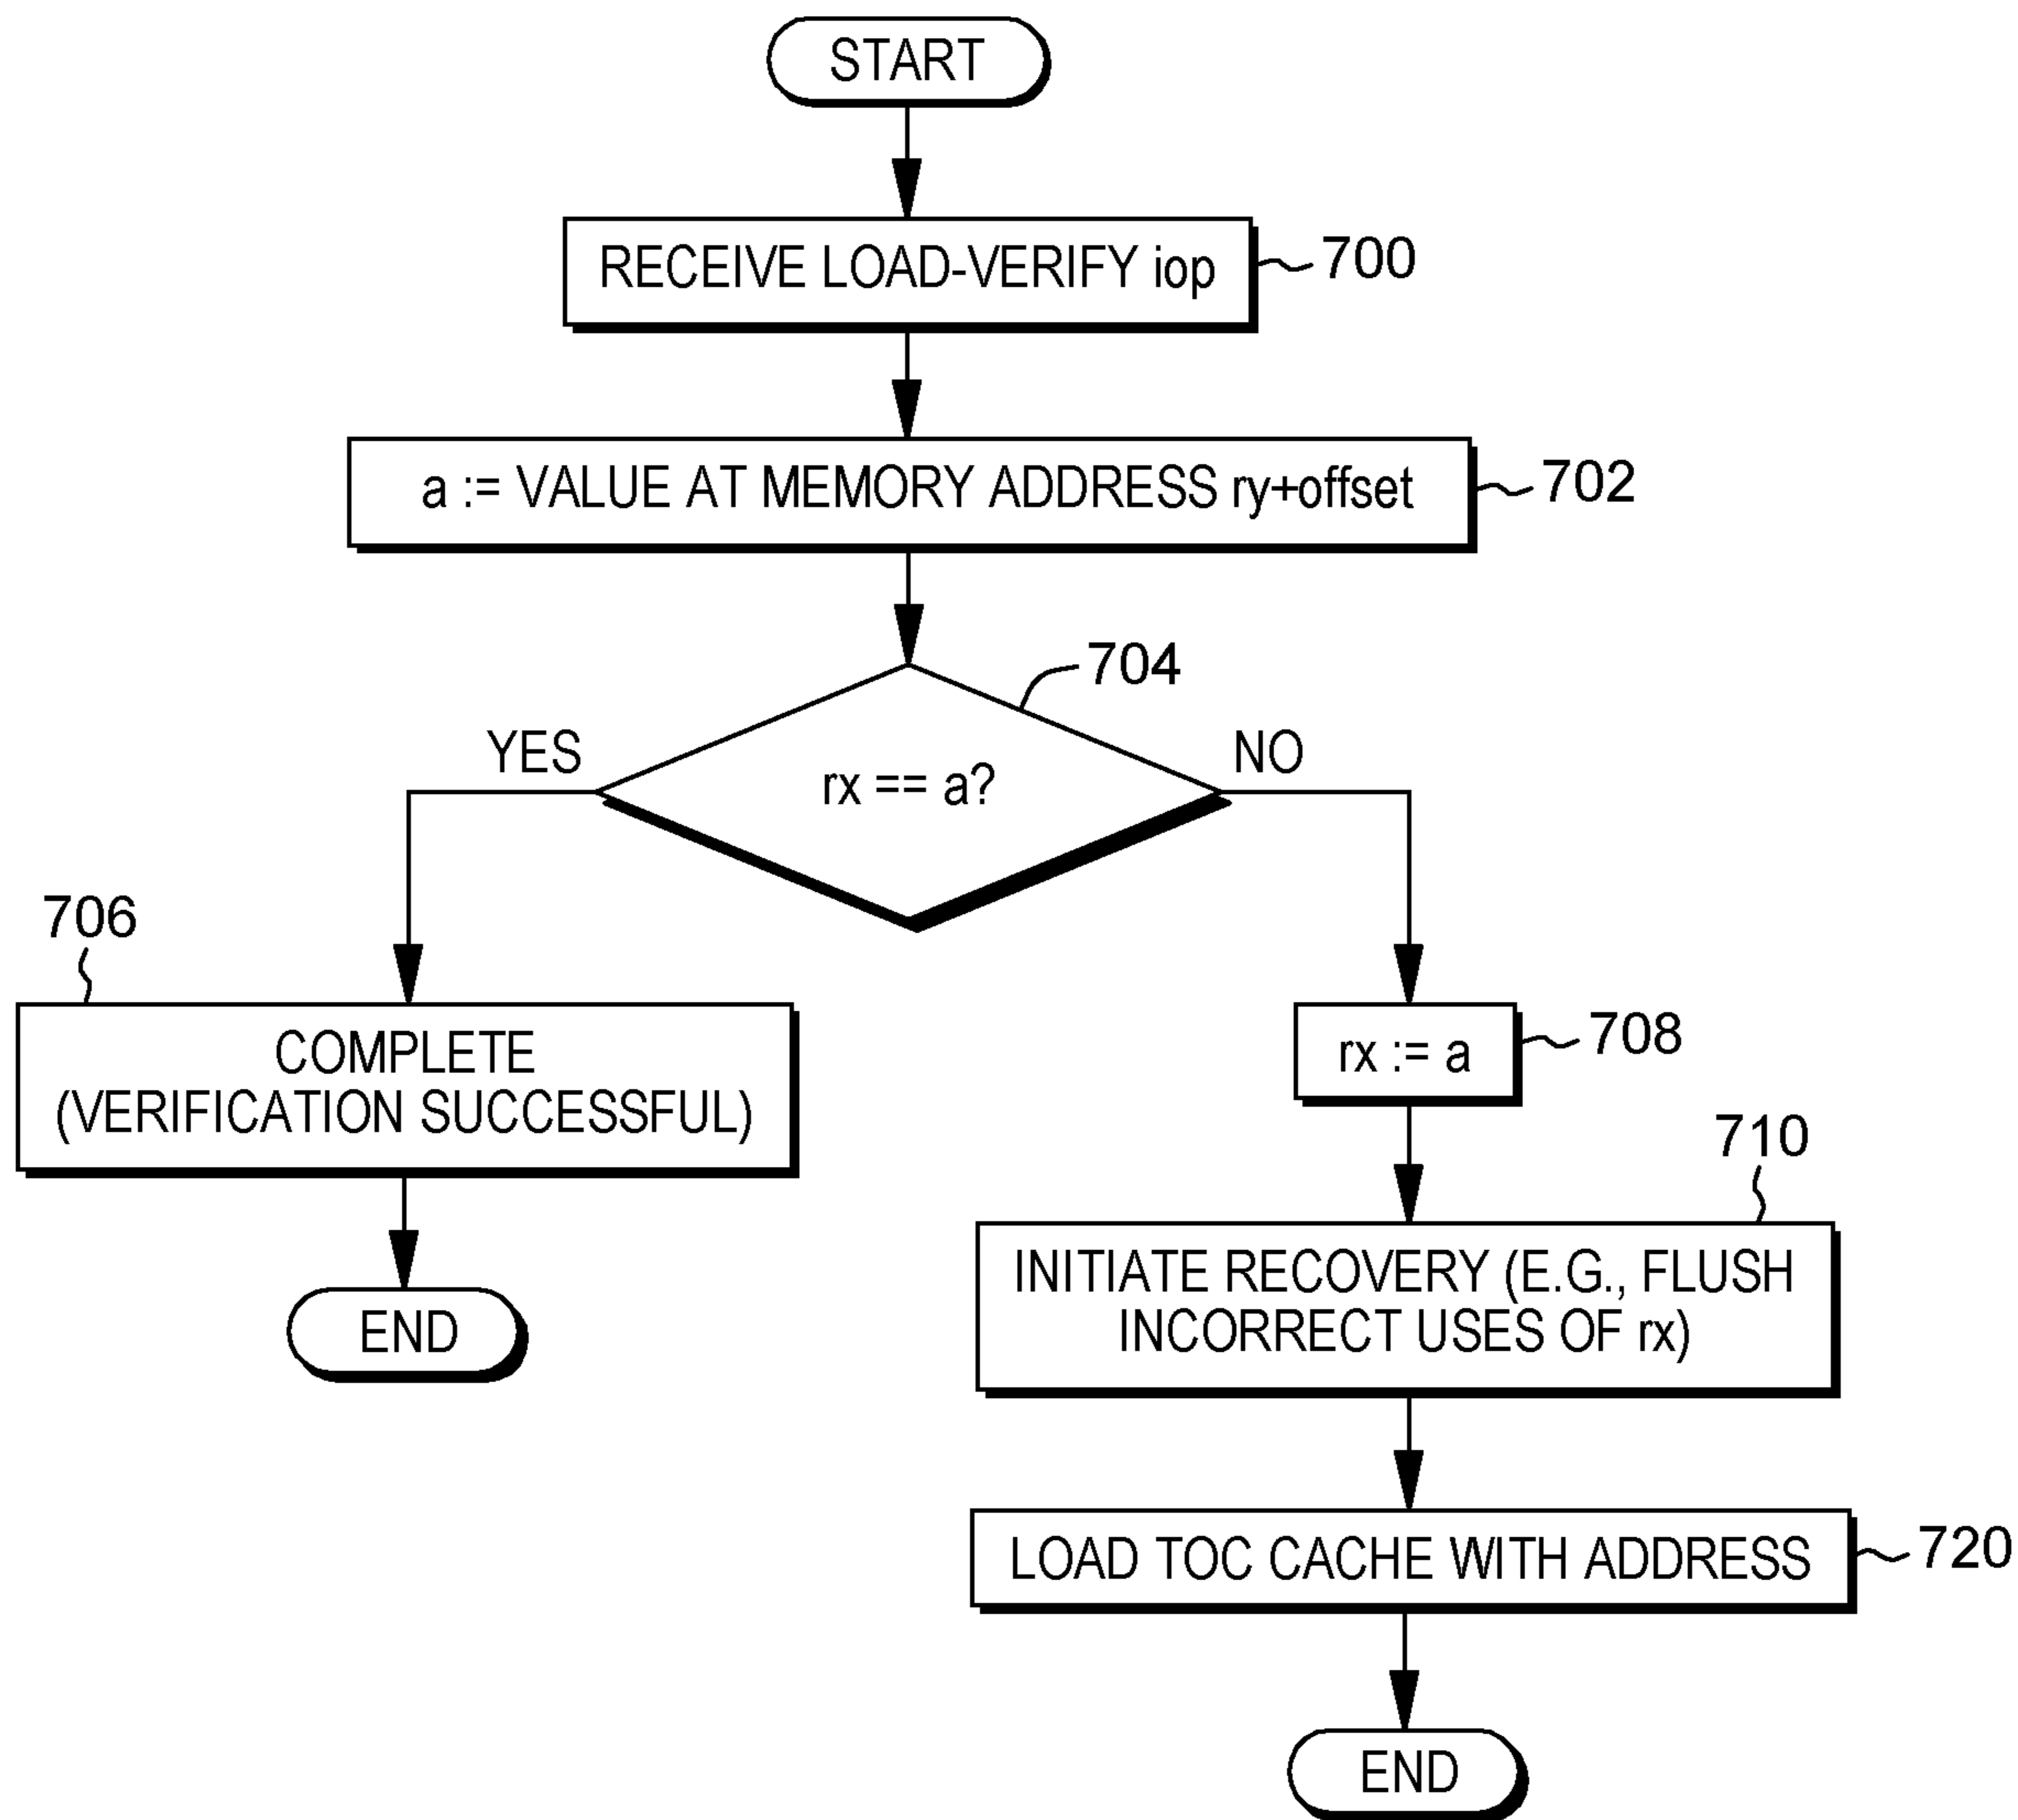 START
RECEIVE LOAD-VERIFY iop
700
a := VALUE AT MEMORY ADDRESS ry+offset
702
704
YES
rx == a?
NO
706
COMPLETE
(VERIFICATION SUCCESSFUL)
END
rx := a
708
710
INITIATE RECOVERY (E.G., FLUSH
INCORRECT USES OF rx)
LOAD TOC CACHE WITH ADDRESS
720
END